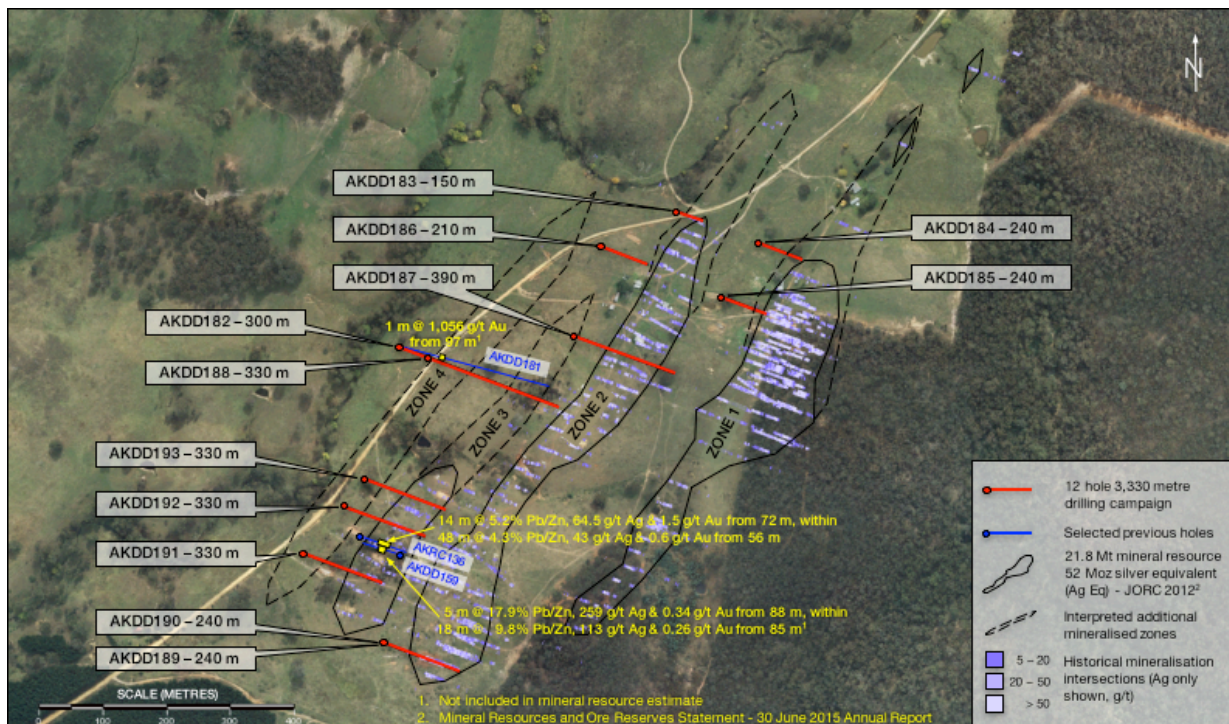 N
AKDD183 – 150 m
AKDD186 – 210 m
AKDD184 – 240 m
AKDD187 – 390 m
AKDD185 – 240 m
AKDD182 – 300 m
1 m @ 1,056 g/t Au
from 97 m¹
AKDD181
AKDD188 – 330 m
ZONE 4
ZONE 3
ZONE 2
ZONE 1
AKDD193 – 330 m
AKDD192 – 330 m
14 m @ 5.2% Pb/Zn, 64.5 g/t Ag & 1.5 g/t Au from 72 m, within
48 m @ 4.3% Pb/Zn, 43 g/t Ag & 0.6 g/t Au from 56 m
AKDD191 – 330 m
AKRC136
AKDD159
5 m @ 17.9% Pb/Zn, 259 g/t Ag & 0.34 g/t Au from 88 m, within
18 m @ 9.8% Pb/Zn, 113 g/t Ag & 0.26 g/t Au from 85 m¹
AKDD190 – 240 m
AKDD189 – 240 m
SCALE (METRES)
0 100 200 300 400
1. Not included in mineral resource estimate
2. Mineral Resources and Ore Reserves Statement - 30 June 2015 Annual Report
12 hole 3,330 metre
drilling campaign
Selected previous holes
21.8 Mt mineral resource
52 Moz silver equivalent
(Ag Eq) - JORC 2012²
Interpreted additional
mineralised zones
5 – 20
20 – 50
> 50
Historical mineralisation
intersections (Ag only
shown, g/t)